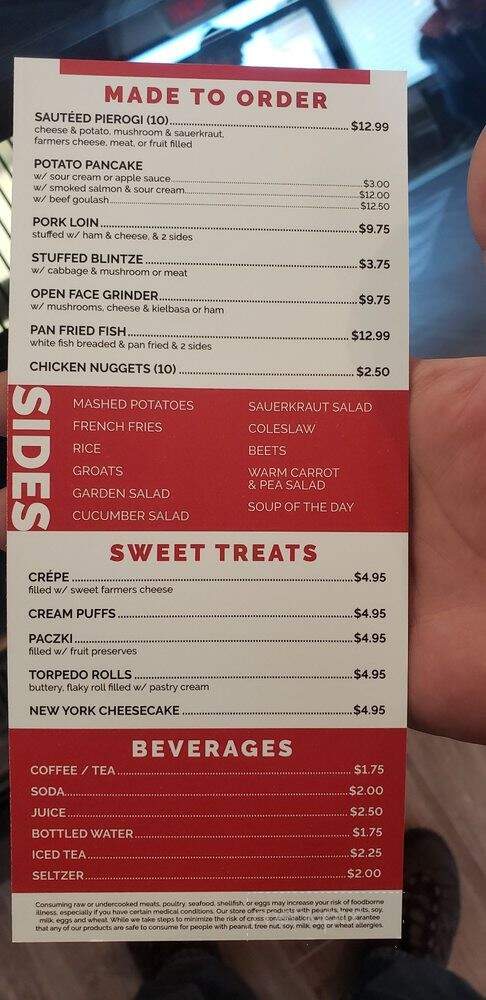 MADE TO ORDER
SAUTÉED PIEROGI (10)........ $12.99
cheese & potato, mushroom & sauerkraut,
farmers cheese, meat, or fruit filled
POTATO PANCAKE
w/ sour cream or apple sauce........ $3.00
w/ smoked salmon & sour cream........ $12.00
w/ beef goulash........ $12.50
PORK LOIN........ $9.75
stuffed w/ ham & cheese, & 2 sides
STUFFED BLINTZE........ $3.75
w/ cabbage & mushroom or meat
OPEN FACE GRINDER........ $9.75
w/ mushrooms, cheese & kielbasa or ham
PAN FRIED FISH........ $12.99
white fish breaded & pan fried & 2 sides
CHICKEN NUGGETS (10)........ $2.50
SIDES
MASHED POTATOES
FRENCH FRIES
RICE
GROATS
GARDEN SALAD
CUCUMBER SALAD
SAUERKRAUT SALAD
COLESLAW
BEETS
WARM CARROT
& PEA SALAD
SOUP OF THE DAY
SWEET TREATS
CRÉPE........ $4.95
filled w/ sweet farmers cheese
CREAM PUFFS........ $4.95
PACZKI........ $4.95
filled w/ fruit preserves
TORPEDO ROLLS........ $4.95
buttery, flaky roll filled w/ pastry cream
NEW YORK CHEESECAKE........ $4.95
BEVERAGES
COFFEE / TEA........ $1.75
SODA........ $2.00
JUICE........ $2.50
BOTTLED WATER........ $1.75
ICED TEA........ $2.25
SELTZER........ $2.00
Consuming raw or undercooked meats, poultry, seafood, shellfish, or eggs may increase your risk of foodborne
illness, especially if you have certain medical conditions. Our store offers products with peanuts, tree nuts, soy,
milk, eggs and wheat. While we take steps to minimize the risk of cross contamination, we cannot guarantee
that any of our products are safe to consume for people with peanut, tree nut, soy, milk, egg or wheat allergies.